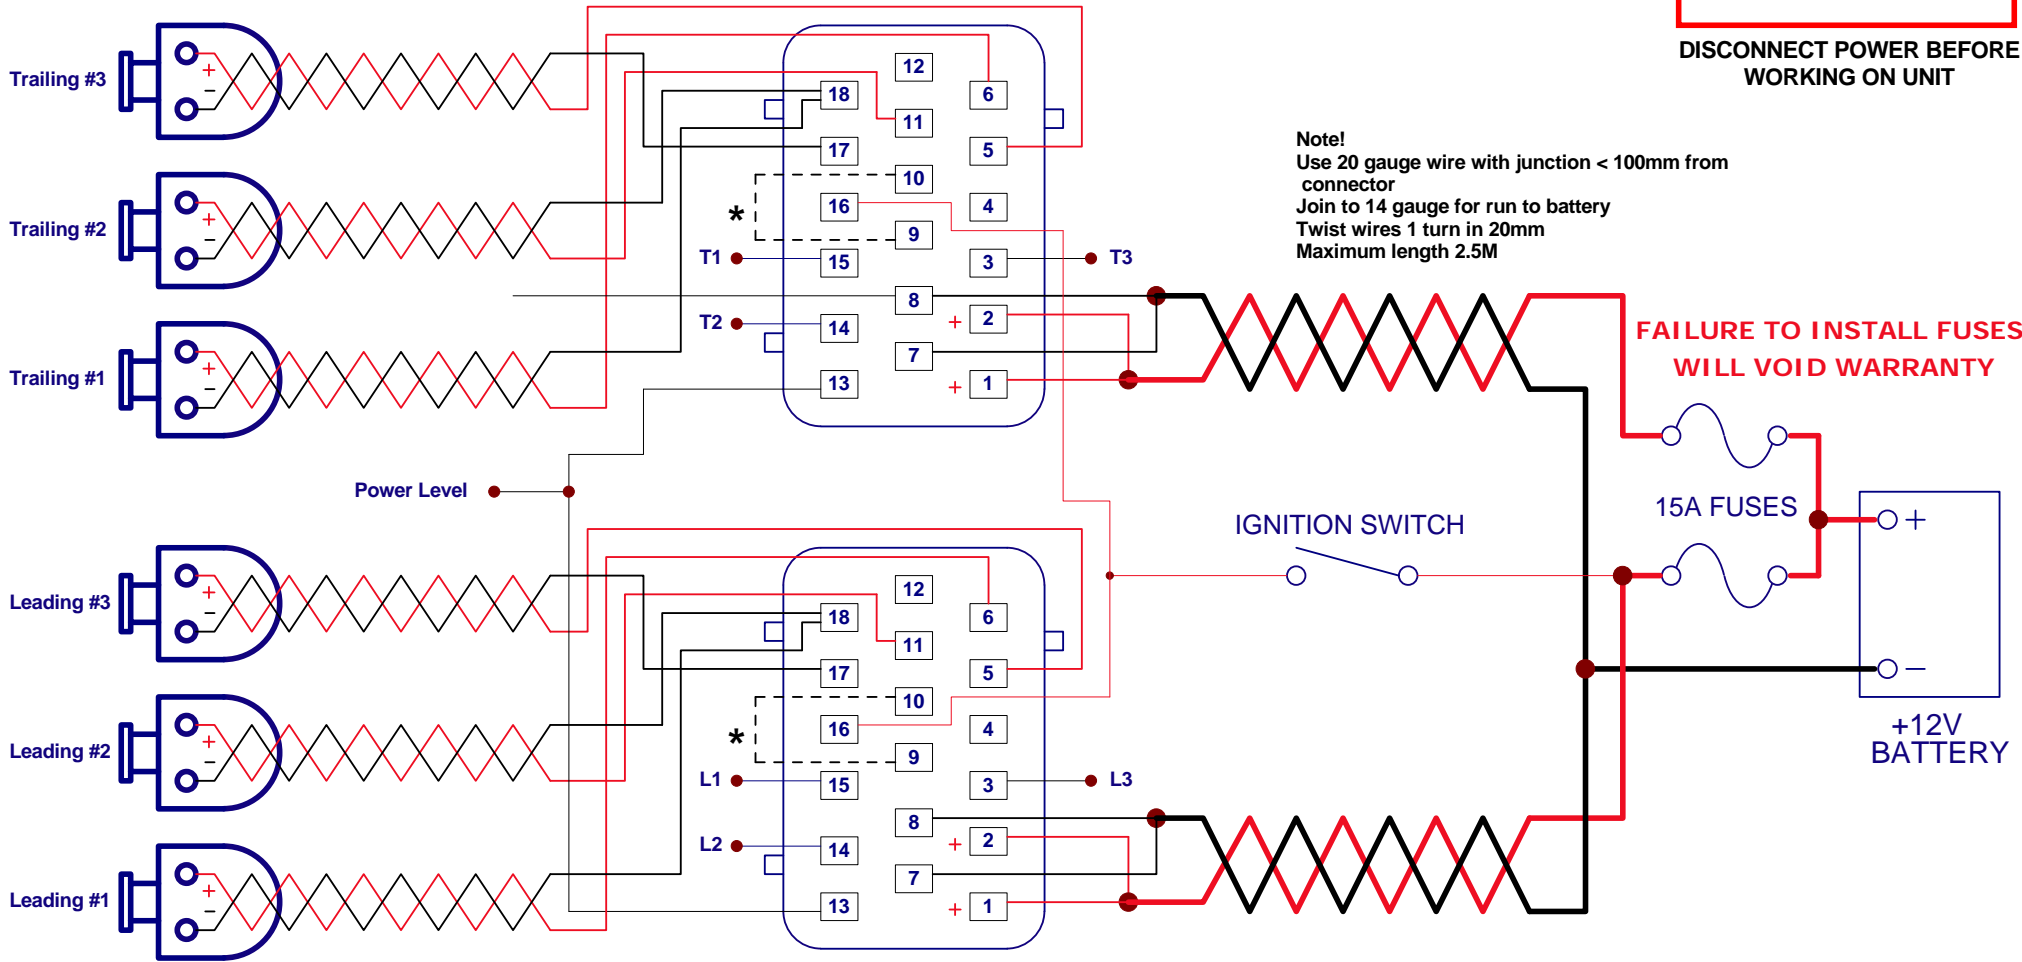 DISCONNECT POWER BEFORE
WORKING ON UNIT
Note!
Use 20 gauge wire with junction < 100mm from
connector
Join to 14 gauge for run to battery
Twist wires 1 turn in 20mm
Maximum length 2.5M
FAILURE TO INSTALL FUSES
WILL VOID WARRANTY
Trailing #3
+
−
Trailing #2
+
−
Trailing #1
+
−
12
18
6
11
17
5
10
16
4
*
9
T1
15
3
T3
8
T2
14
+ 2
7
13
+ 1
Power Level
IGNITION SWITCH
15A FUSES
+
−
+12V
BATTERY
Leading #3
+
−
Leading #2
+
−
Leading #1
+
−
12
18
6
11
17
5
10
16
4
*
9
L1
15
3
L3
8
L2
14
+ 2
7
13
+ 1